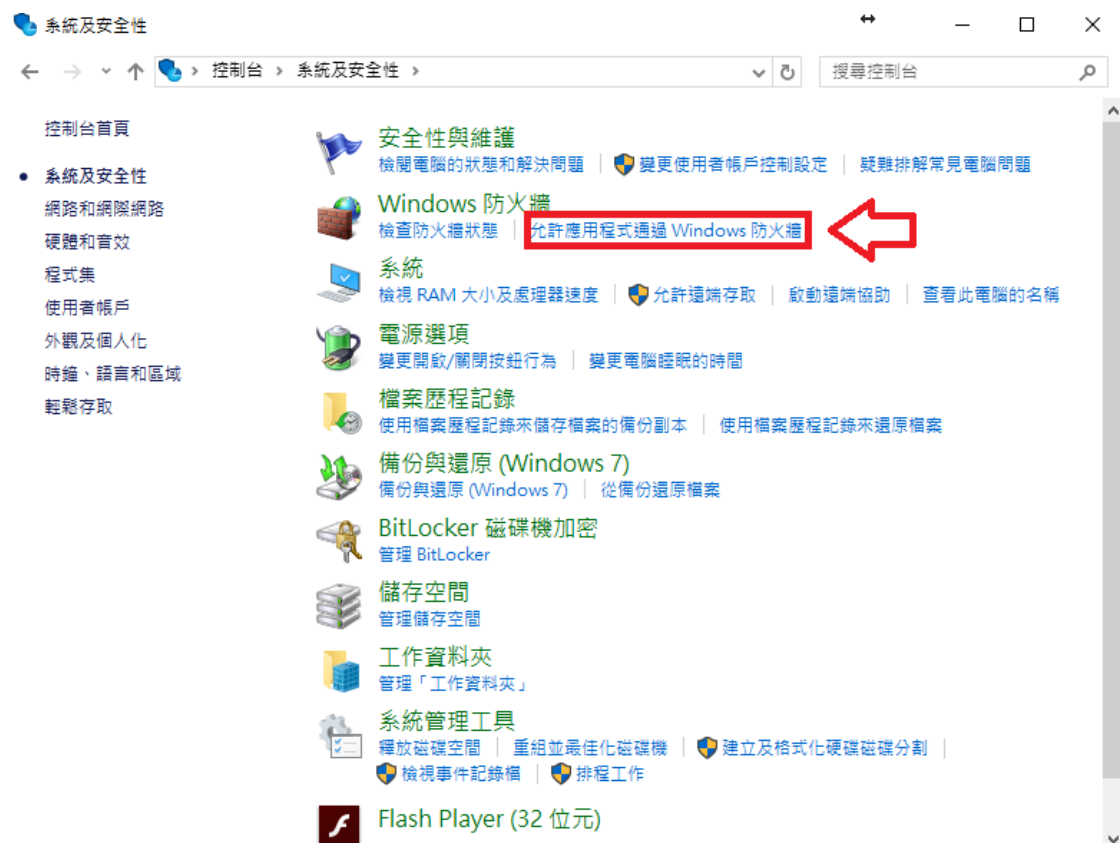 系統及安全性
控制台 › 系統及安全性 ›
搜尋控制台
控制台首頁
系統及安全性
網路和網際網路
硬體和音效
程式集
使用者帳戶
外觀及個人化
時鐘、語言和區域
輕鬆存取
安全性與維護
檢閱電腦的狀態和解決問題 變更使用者帳戶控制設定 疑難排解常見電腦問題
Windows 防火牆
檢查防火牆狀態 允許應用程式通過 Windows 防火牆
系統
檢視 RAM 大小及處理器速度 允許遠端存取 啟動遠端協助 查看此電腦的名稱
電源選項
變更開啟/關閉按鈕行為 變更電腦睡眠的時間
檔案歷程記錄
使用檔案歷程記錄來儲存檔案的備份副本 使用檔案歷程記錄來還原檔案
備份與還原 (Windows 7)
備份與還原 (Windows 7) 從備份還原檔案
BitLocker 磁碟機加密
管理 BitLocker
儲存空間
管理儲存空間
工作資料夾
管理「工作資料夾」
系統管理工具
釋放磁碟空間 重組並最佳化磁碟機 建立及格式化硬碟磁碟分割
檢視事件記錄檔 排程工作
Flash Player (32 位元)